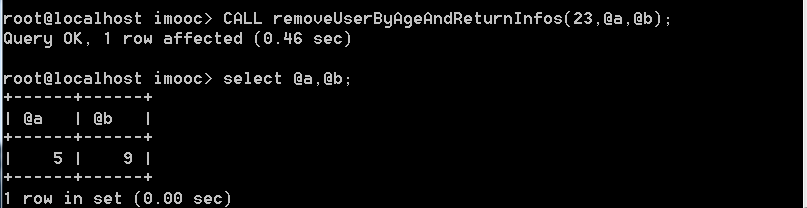 root@localhost imooc> CALL removeUserByAgeAndReturnInfos(23,@a,@b);
Query OK, 1 row affected (0.46 sec)

root@localhost imooc> select @a,@b;
+------+------+
| @a   | @b   |
+------+------+
|    5 |    9 |
+------+------+
1 row in set (0.00 sec)